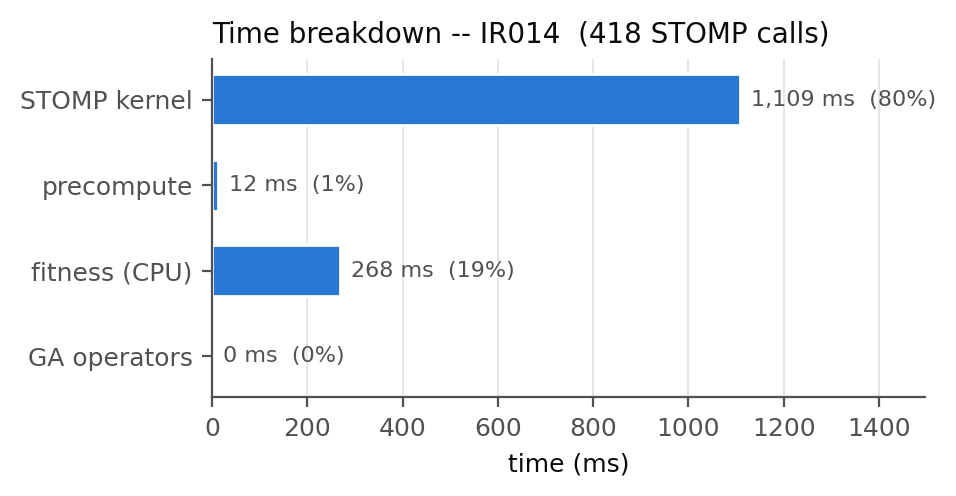 Time breakdown -- IR014  (418 STOMP calls)
STOMP kernel 1,109 ms  (80%)
precompute 12 ms  (1%)
fitness (CPU) 268 ms  (19%)
GA operators 0 ms  (0%)
0 200 400 600 800 1000 1200 1400
time (ms)